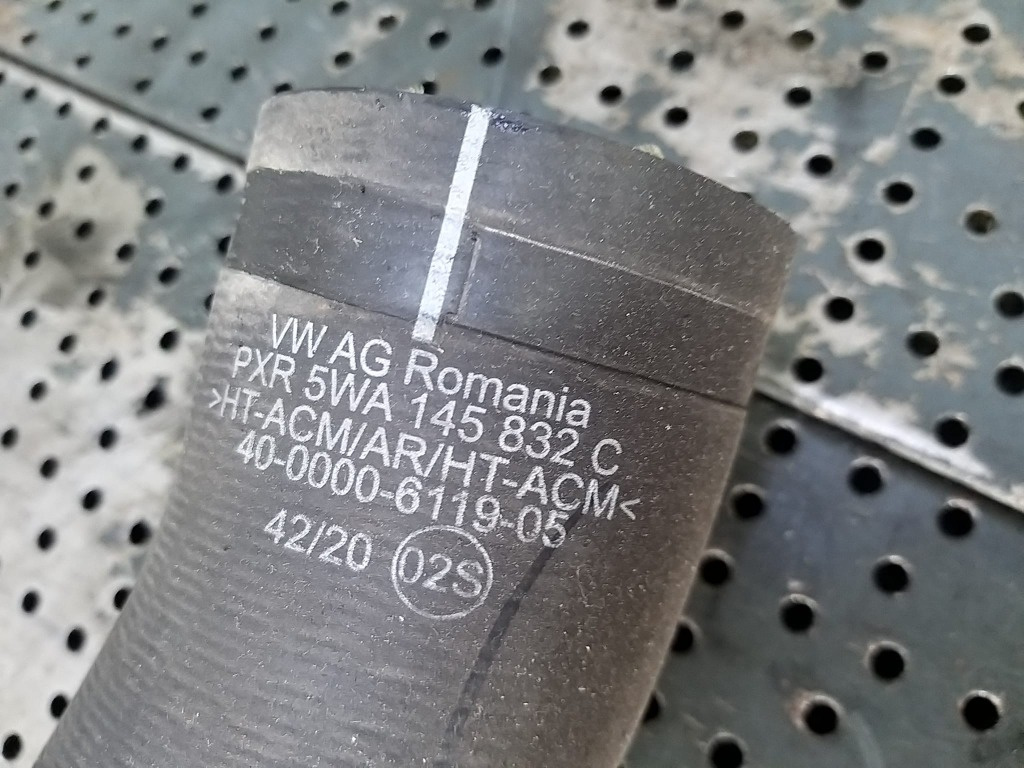 VW AG Romania
PXR 5WA 145 832 C
>HT-ACM/AR/HT-ACM<
40-0000-6119-05
42/20 02S